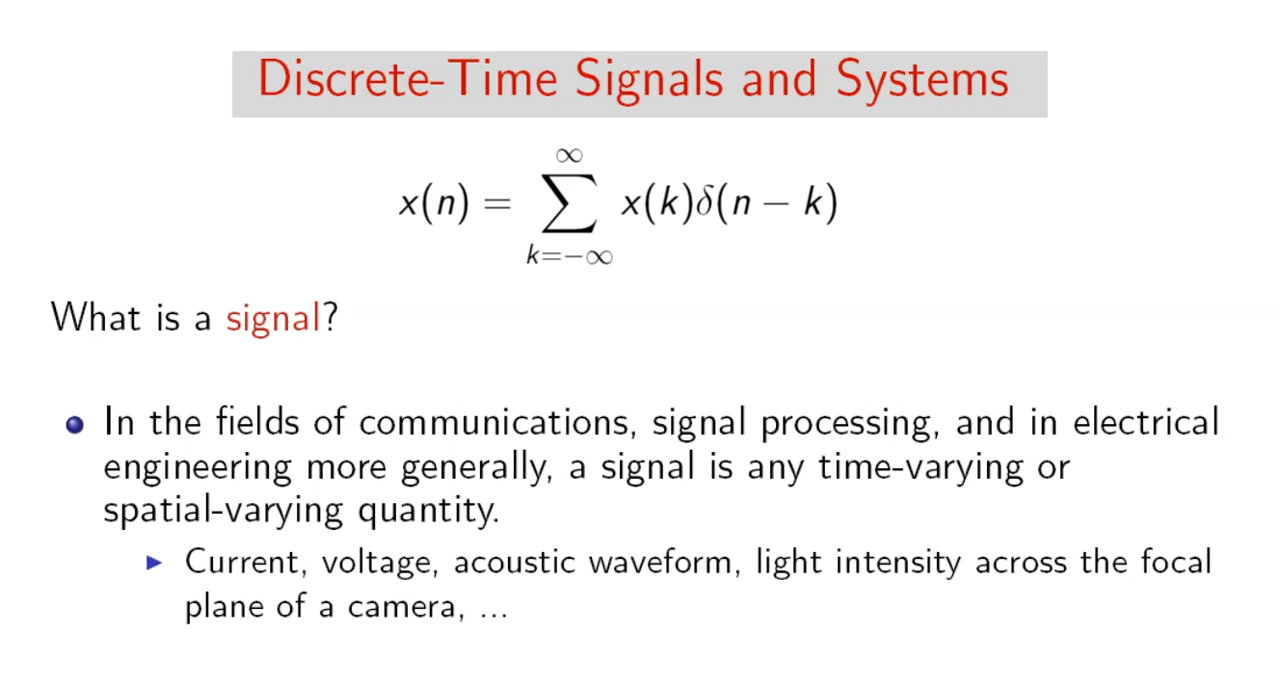 Discrete-Time Signals and Systems
x(n) = ∑_{k=−∞}^{∞} x(k)δ(n − k)
What is a signal?
In the fields of communications, signal processing, and in electrical
engineering more generally, a signal is any time-varying or
spatial-varying quantity.
Current, voltage, acoustic waveform, light intensity across the focal
plane of a camera, ...